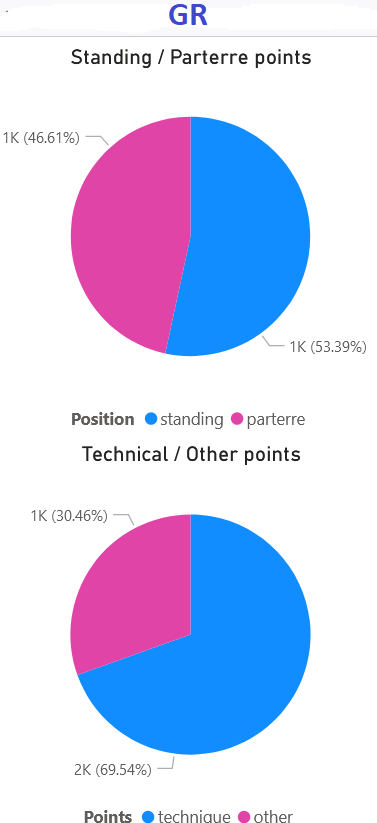 GR
Standing / Parterre points
1K (46.61%)
1K (53.39%)
Position standing parterre
Technical / Other points
1K (30.46%)
2K (69.54%)
Points technique other